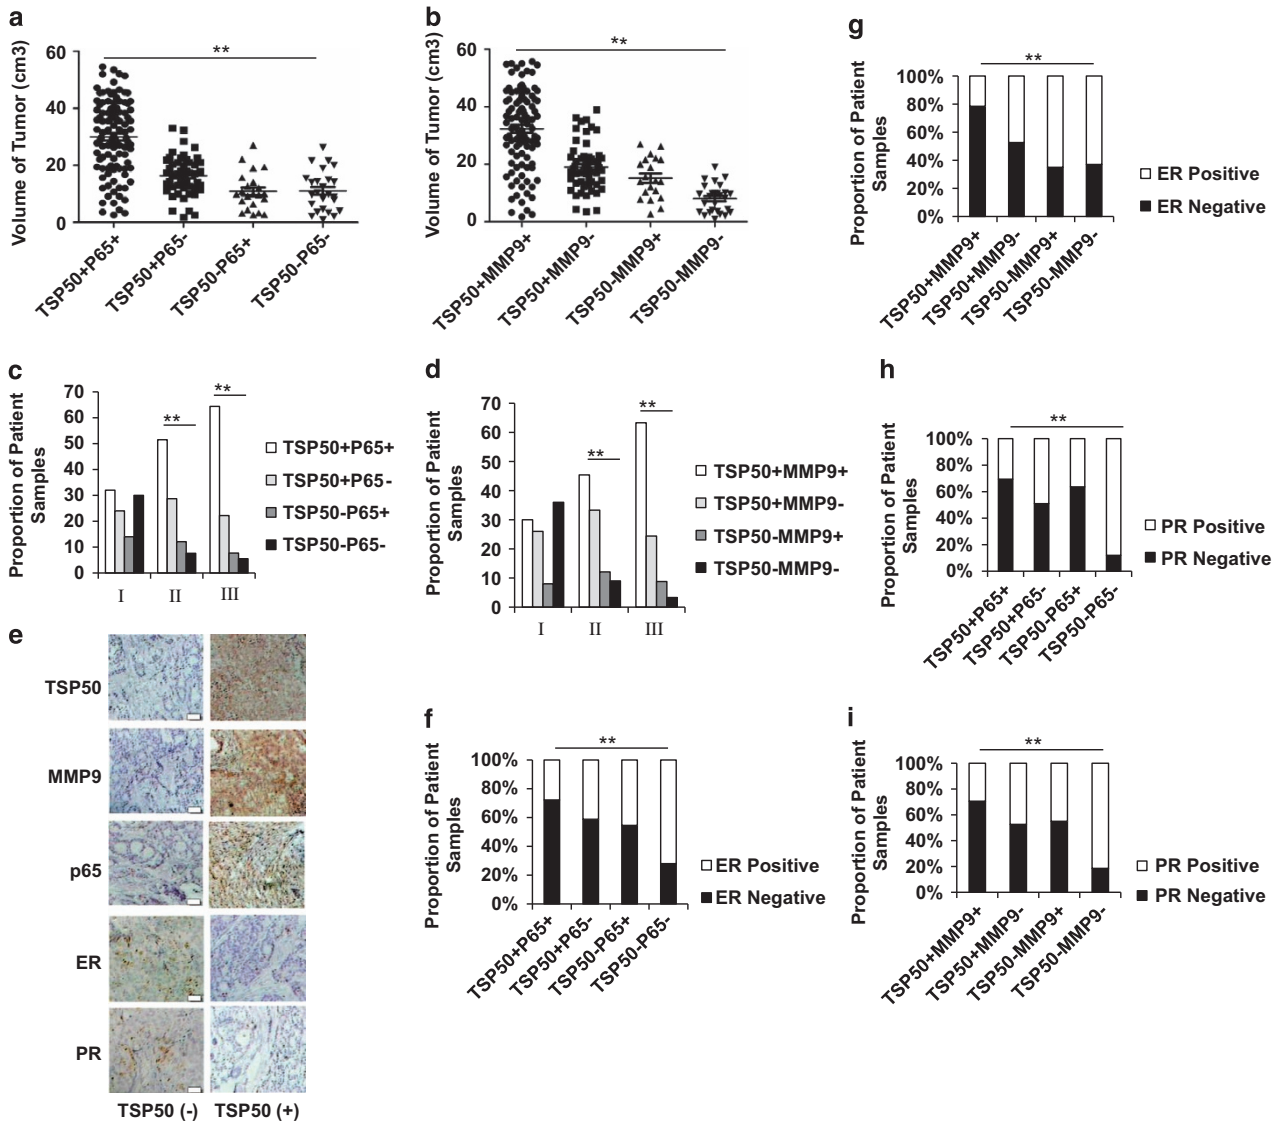 a
**
Volume of Tumor (cm3)
60
40
20
0
TSP50+P65+
TSP50+P65-
TSP50-P65+
TSP50-P65-
b
**
Volume of Tumor (cm3)
60
40
20
0
TSP50+MMP9+
TSP50+MMP9-
TSP50-MMP9+
TSP50-MMP9-
g
**
Proportion of Patient
Samples
100%
80%
60%
40%
20%
0%
TSP50+MMP9+
TSP50+MMP9-
TSP50-MMP9+
TSP50-MMP9-
ER Positive
ER Negative
c
Proportion of Patient
Samples
70
60
50
40
30
20
10
0
**
**
I
II
III
TSP50+P65+
TSP50+P65-
TSP50-P65+
TSP50-P65-
d
Proportion of Patient
Samples
70
60
50
40
30
20
10
0
**
**
I
II
III
TSP50+MMP9+
TSP50+MMP9-
TSP50-MMP9+
TSP50-MMP9-
h
**
Proportion of Patient
Samples
100%
80%
60%
40%
20%
0%
TSP50+P65+
TSP50+P65-
TSP50-P65+
TSP50-P65-
PR Positive
PR Negative
e
TSP50
MMP9
p65
ER
PR
TSP50 (-)
TSP50 (+)
f
**
Proportion of Patient
Samples
100%
80%
60%
40%
20%
0%
TSP50+P65+
TSP50+P65-
TSP50-P65+
TSP50-P65-
ER Positive
ER Negative
i
**
Proportion of Patient
Samples
100%
80%
60%
40%
20%
0%
TSP50+MMP9+
TSP50+MMP9-
TSP50-MMP9+
TSP50-MMP9-
PR Positive
PR Negative